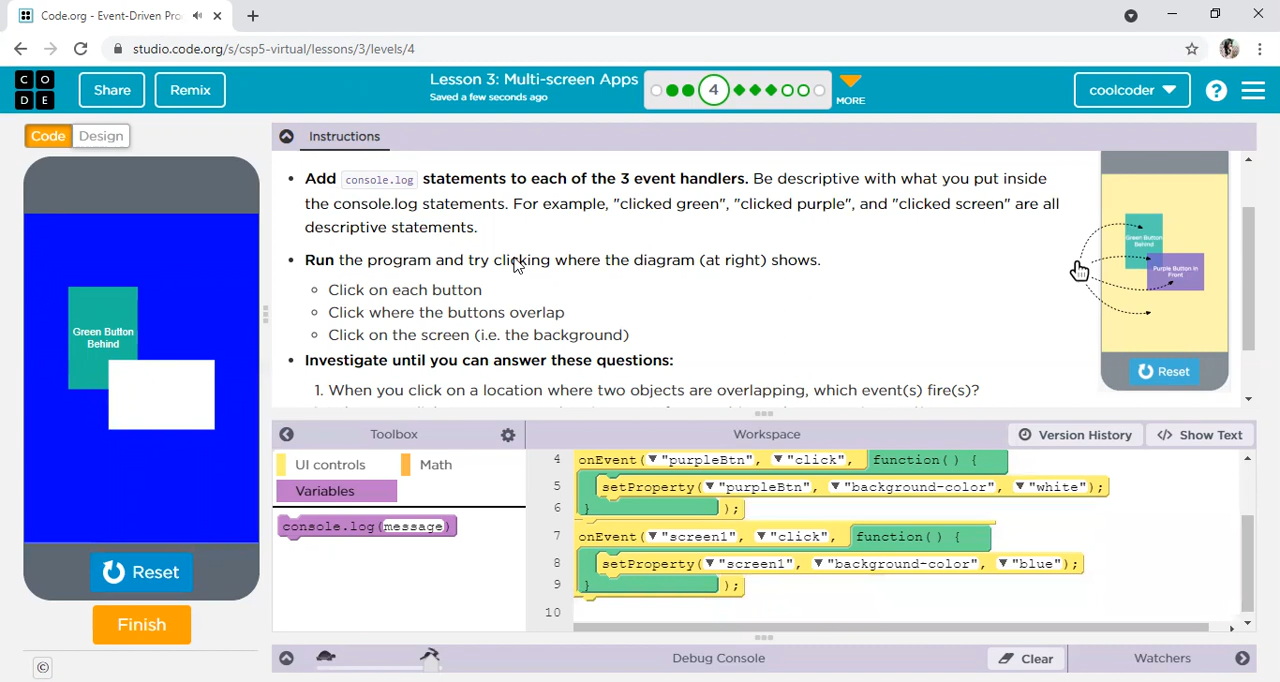 Code.org - Event-Driven Pro
studio.code.org/s/csp5-virtual/lessons/3/levels/4
C O
D E
Share
Remix
Lesson 3: Multi-screen Apps
Saved a few seconds ago
4
MORE
coolcoder
?
Code
Design
Instructions
• Add console.log statements to each of the 3 event handlers. Be descriptive with what you put inside
the console.log statements. For example, "clicked green", "clicked purple", and "clicked screen" are all
descriptive statements.
• Run the program and try clicking where the diagram (at right) shows.
Click on each button
Click where the buttons overlap
Click on the screen (i.e. the background)
• Investigate until you can answer these questions:
1. When you click on a location where two objects are overlapping, which event(s) fire(s)?
Green Button
Behind
Purple Button in
Front
Reset
Green Button
Behind
Reset
Finish
©
Toolbox
Workspace
Version History
</> Show Text
UI controls
Math
Variables
console.log(message)
4 onEvent(▼"purpleBtn", ▼"click", function( ) {
5 setProperty(▼"purpleBtn", ▼"background-color", ▼"white");
6 } );
7 onEvent(▼"screen1", ▼"click", function( ) {
8 setProperty(▼"screen1", ▼"background-color", ▼"blue");
9 } );
10
Debug Console
Clear
Watchers